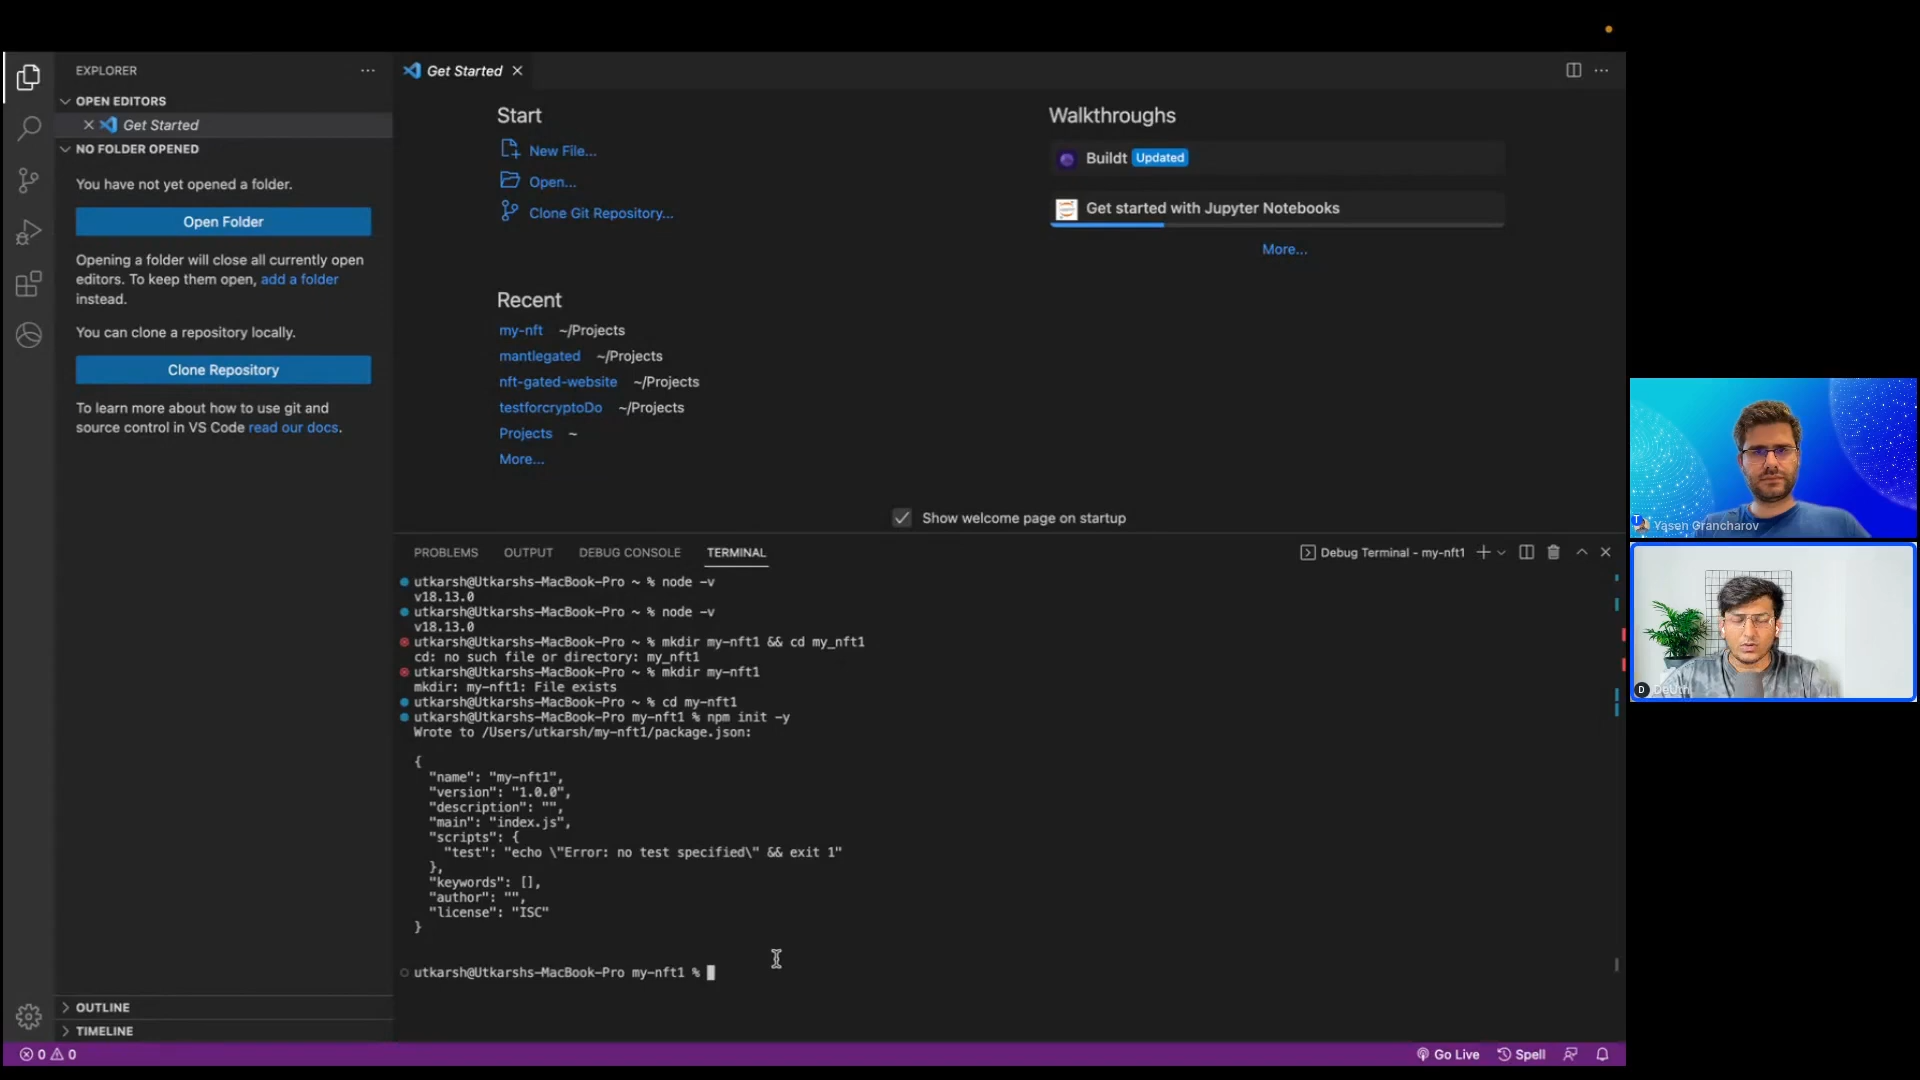 EXPLORER
OPEN EDITORS
Get Started
NO FOLDER OPENED
You have not yet opened a folder.
Open Folder
Opening a folder will close all currently open
editors. To keep them open, add a folder
instead.
You can clone a repository locally.
Clone Repository
To learn more about how to use git and
source control in VS Code read our docs.
OUTLINE
TIMELINE
Get Started
Start
New File...
Open...
Clone Git Repository...
Recent
my-nft ~/Projects
mantlegated ~/Projects
nft-gated-website ~/Projects
testforcryptoDo ~/Projects
Projects ~
More...
Walkthroughs
Buildt Updated
Get started with Jupyter Notebooks
More...
Show welcome page on startup
PROBLEMS OUTPUT DEBUG CONSOLE TERMINAL
Debug Terminal - my-nft1
utkarsh@Utkarshs-MacBook-Pro ~ % node -v
v18.13.0
utkarsh@Utkarshs-MacBook-Pro ~ % node -v
v18.13.0
utkarsh@Utkarshs-MacBook-Pro ~ % mkdir my-nft1 && cd my_nft1
cd: no such file or directory: my_nft1
utkarsh@Utkarshs-MacBook-Pro ~ % mkdir my-nft1
mkdir: my-nft1: File exists
utkarsh@Utkarshs-MacBook-Pro ~ % cd my-nft1
utkarsh@Utkarshs-MacBook-Pro my-nft1 % npm init -y
Wrote to /Users/utkarsh/my-nft1/package.json:
{
"name": "my-nft1",
"version": "1.0.0",
"description": "",
"main": "index.js",
"scripts": {
"test": "echo \"Error: no test specified\" && exit 1"
},
"keywords": [],
"author": "",
"license": "ISC"
}
utkarsh@Utkarshs-MacBook-Pro my-nft1 %
0 0
Go Live Spell
Yasen Grancharov
D